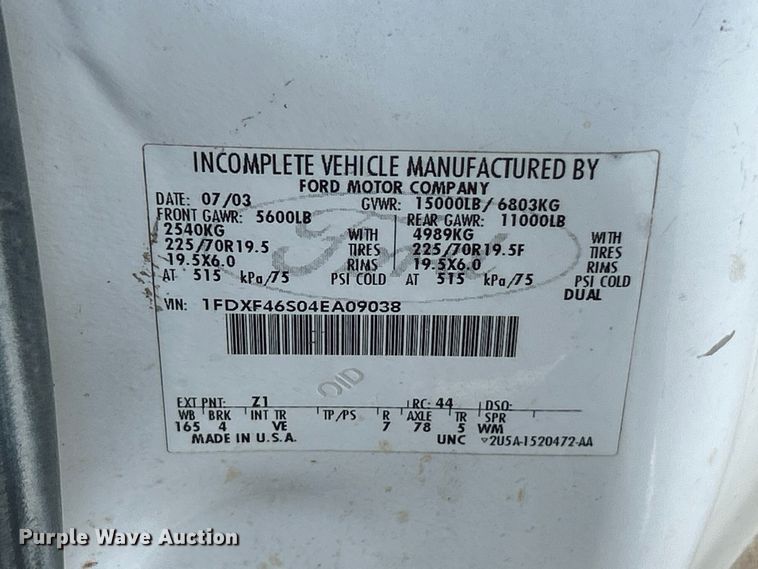 INCOMPLETE VEHICLE MANUFACTURED BY
FORD MOTOR COMPANY
DATE: 07/03 GVWR: 15000LB/ 6803KG
FRONT GAWR: 5600LB REAR GAWR: 11000LB
2540KG WITH 4989KG WITH
225/70R19.5 TIRES 225/70R19.5F TIRES
19.5X6.0 RIMS 19.5X6.0 RIMS
AT 515 kPa/75 PSI COLD AT 515 kPa/75 PSI COLD
DUAL
Ford
VIN: 1FDXF46S04EA09038
OID
EXT PNT: Z1 RC: 44 DSO:
WB BRK INT TR TP/PS R AXLE TR SPR
165 4 VE 7 78 5 WM
MADE IN U.S.A. UNC ▽2U5A-1520472-AA
Purple Wave Auction